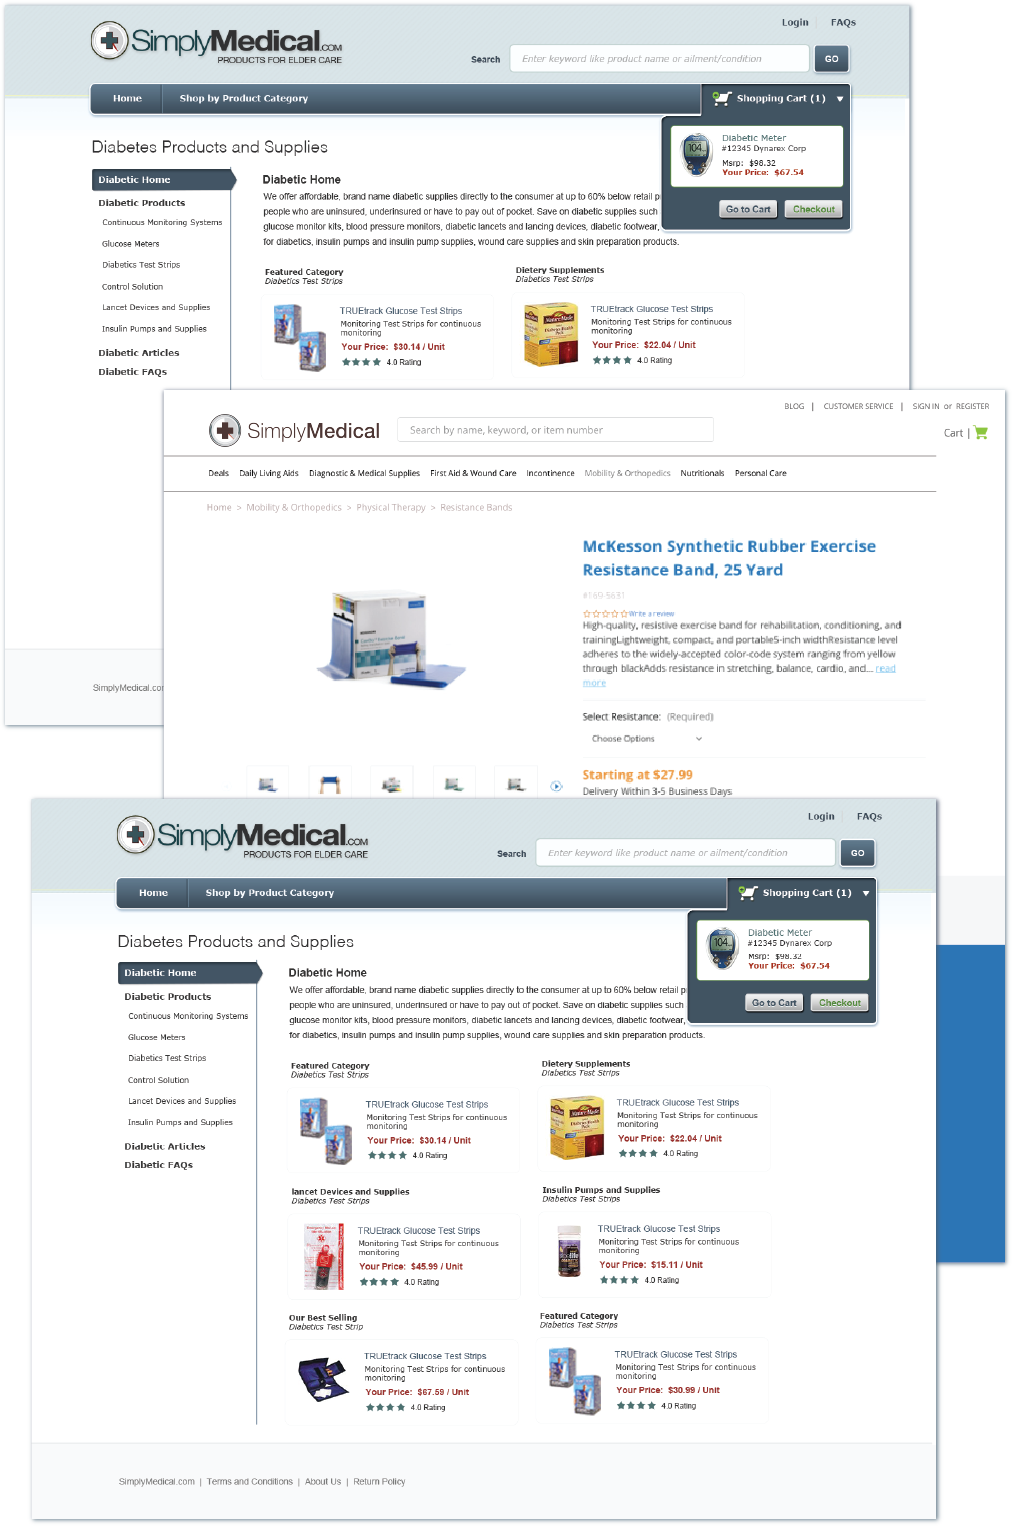 Login FAQs
SimplyMedical.COM
PRODUCTS FOR ELDER CARE
Search Enter keyword like product name or ailment/condition GO
Home Shop by Product Category Shopping Cart (1)
Diabetic Meter
#12345 Dynarex Corp
Msrp: $98.32
Your Price: $67.54
Go to Cart Checkout
Diabetes Products and Supplies
Diabetic Home
Diabetic Products
Continuous Monitoring Systems
Glucose Meters
Diabetics Test Strips
Control Solution
Lancet Devices and Supplies
Insulin Pumps and Supplies
Diabetic Articles
Diabetic FAQs
Diabetic Home
We offer affordable, brand name diabetic supplies directly to the consumer at up to 60% below retail p
people who are uninsured, underinsured or have to pay out of pocket. Save on diabetic supplies such
glucose monitor kits, blood pressure monitors, diabetic lancets and lancing devices, diabetic footwear,
for diabetics, insulin pumps and insulin pump supplies, wound care supplies and skin preparation products.
Featured Category
Diabetics Test Strips
TRUEtrack Glucose Test Strips
Monitoring Test Strips for continuous
monitoring
Your Price: $30.14 / Unit
4.0 Rating
Dietery Supplements
Diabetics Test Strips
TRUEtrack Glucose Test Strips
Monitoring Test Strips for continuous
monitoring
Your Price: $22.04 / Unit
4.0 Rating
SimplyMedical.co
BLOG | CUSTOMER SERVICE | SIGN IN or REGISTER
SimplyMedical Search by name, keyword, or item number Cart |
Deals Daily Living Aids Diagnostic & Medical Supplies First Aid & Wound Care Incontinence Mobility & Orthopedics Nutritionals Personal Care
Home > Mobility & Orthopedics > Physical Therapy > Resistance Bands
McKesson Synthetic Rubber Exercise
Resistance Band, 25 Yard
#169-5631
Write a review
High-quality, resistive exercise band for rehabilitation, conditioning, and
trainingLightweight, compact, and portable5-inch widthResistance level
adheres to the widely-accepted color-code system ranging from yellow
through blackAdds resistance in stretching, balance, cardio, and... read
more
Select Resistance: (Required)
Choose Options
Starting at $27.99
Delivery Within 3-5 Business Days
Login FAQs
SimplyMedical.COM
PRODUCTS FOR ELDER CARE
Search Enter keyword like product name or ailment/condition GO
Home Shop by Product Category Shopping Cart (1)
104
Diabetic Meter
#12345 Dynarex Corp
Msrp: $98.32
Your Price: $67.54
Go to Cart Checkout
Diabetes Products and Supplies
Diabetic Home
Diabetic Products
Continuous Monitoring Systems
Glucose Meters
Diabetics Test Strips
Control Solution
Lancet Devices and Supplies
Insulin Pumps and Supplies
Diabetic Articles
Diabetic FAQs
Diabetic Home
We offer affordable, brand name diabetic supplies directly to the consumer at up to 60% below retail p
people who are uninsured, underinsured or have to pay out of pocket. Save on diabetic supplies such
glucose monitor kits, blood pressure monitors, diabetic lancets and lancing devices, diabetic footwear,
for diabetics, insulin pumps and insulin pump supplies, wound care supplies and skin preparation products.
Featured Category
Diabetics Test Strips
TRUEtrack Glucose Test Strips
Monitoring Test Strips for continuous
monitoring
Your Price: $30.14 / Unit
4.0 Rating
Dietery Supplements
Diabetics Test Strips
TRUEtrack Glucose Test Strips
Monitoring Test Strips for continuous
monitoring
Your Price: $22.04 / Unit
4.0 Rating
lancet Devices and Supplies
Diabetics Test Strips
TRUEtrack Glucose Test Strips
Monitoring Test Strips for continuous
monitoring
Your Price: $45.99 / Unit
4.0 Rating
Insulin Pumps and Supplies
Diabetics Test Strips
TRUEtrack Glucose Test Strips
Monitoring Test Strips for continuous
monitoring
Your Price: $15.11 / Unit
4.0 Rating
Our Best Selling
Diabetics Test Strip
TRUEtrack Glucose Test Strips
Monitoring Test Strips for continuous
monitoring
Your Price: $67.59 / Unit
4.0 Rating
Featured Category
Diabetics Test Strips
TRUEtrack Glucose Test Strips
Monitoring Test Strips for continuous
monitoring
Your Price: $30.99 / Unit
4.0 Rating
SimplyMedical.com | Terms and Conditions | About Us | Return Policy